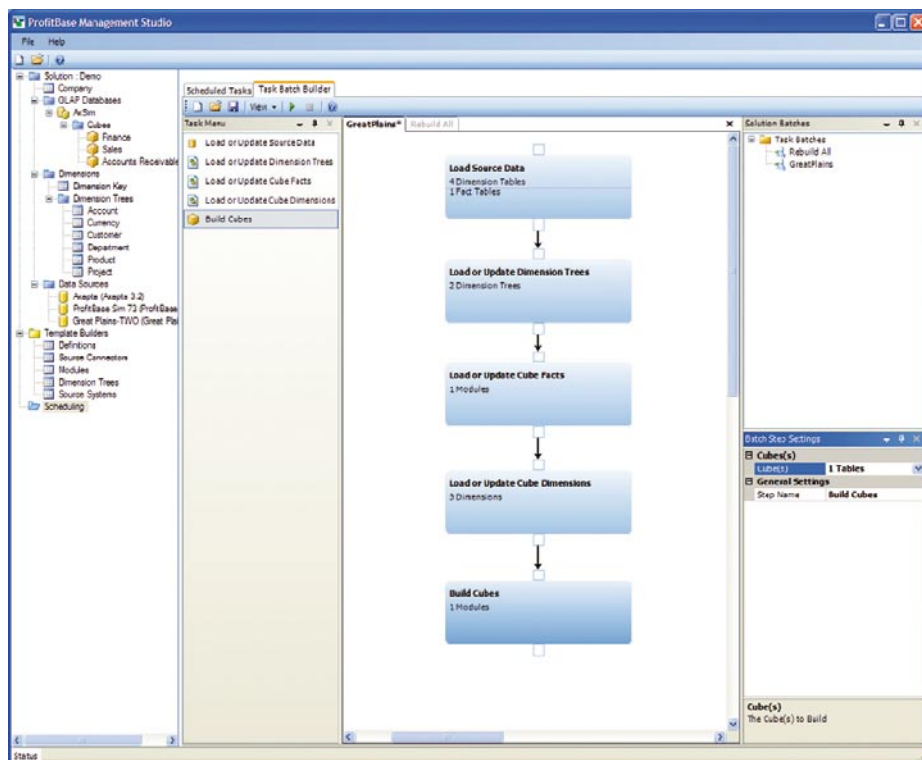 ProfitBase Management Studio
File Help
Solution : Demo
Company
OLAP Databases
AxSim
Cubes
Finance
Sales
Accounts Receivable
Dimensions
Dimension Key
Dimension Trees
Account
Currency
Customer
Department
Product
Project
Data Sources
Axapta (Axapta 3.2)
ProfitBase Sim 73 (ProfitBase
Great Plains-TWO (Great Plai
Template Builders
Definitions
Source Connectors
Modules
Dimension Trees
Source Systems
Scheduling
Scheduled Tasks Task Batch Builder
View
Task Menu
Load or Update SourceData
Load or Update Dimension Trees
Load or Update Cube Facts
Load or Update Cube Dimensions
Build Cubes
GreatPlains* Rebuild All
Load Source Data
4 Dimension Tables
1 Fact Tables
Load or Update Dimension Trees
2 Dimension Trees
Load or Update Cube Facts
1 Modules
Load or Update Cube Dimensions
3 Dimensions
Build Cubes
1 Modules
Solution Batches
Task Batches
Rebuild All
GreatPlains
Batch Step Settings
Cubes(s)
Cube(s) 1 Tables
General Settings
Step Name Build Cubes
Cube(s)
The Cube(s) to Build
Status